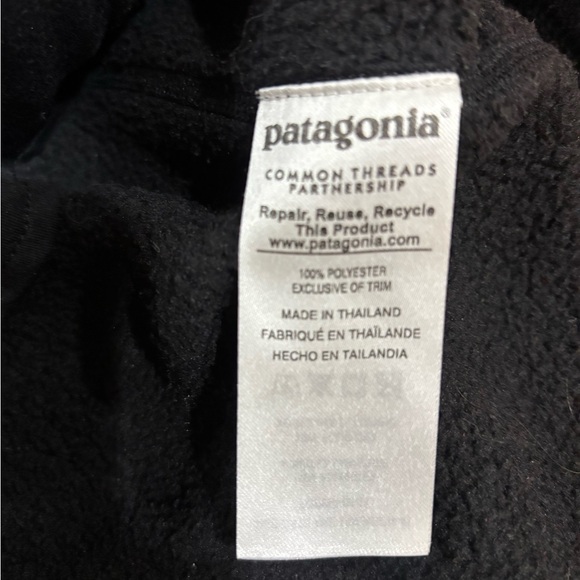 patagonia®
COMMON THREADS
PARTNERSHIP
Repair, Reuse, Recycle
This Product
www.patagonia.com
100% POLYESTER
EXCLUSIVE OF TRIM
MADE IN THAILAND
FABRIQUÉ EN THAÏLANDE
HECHO EN TAILANDIA